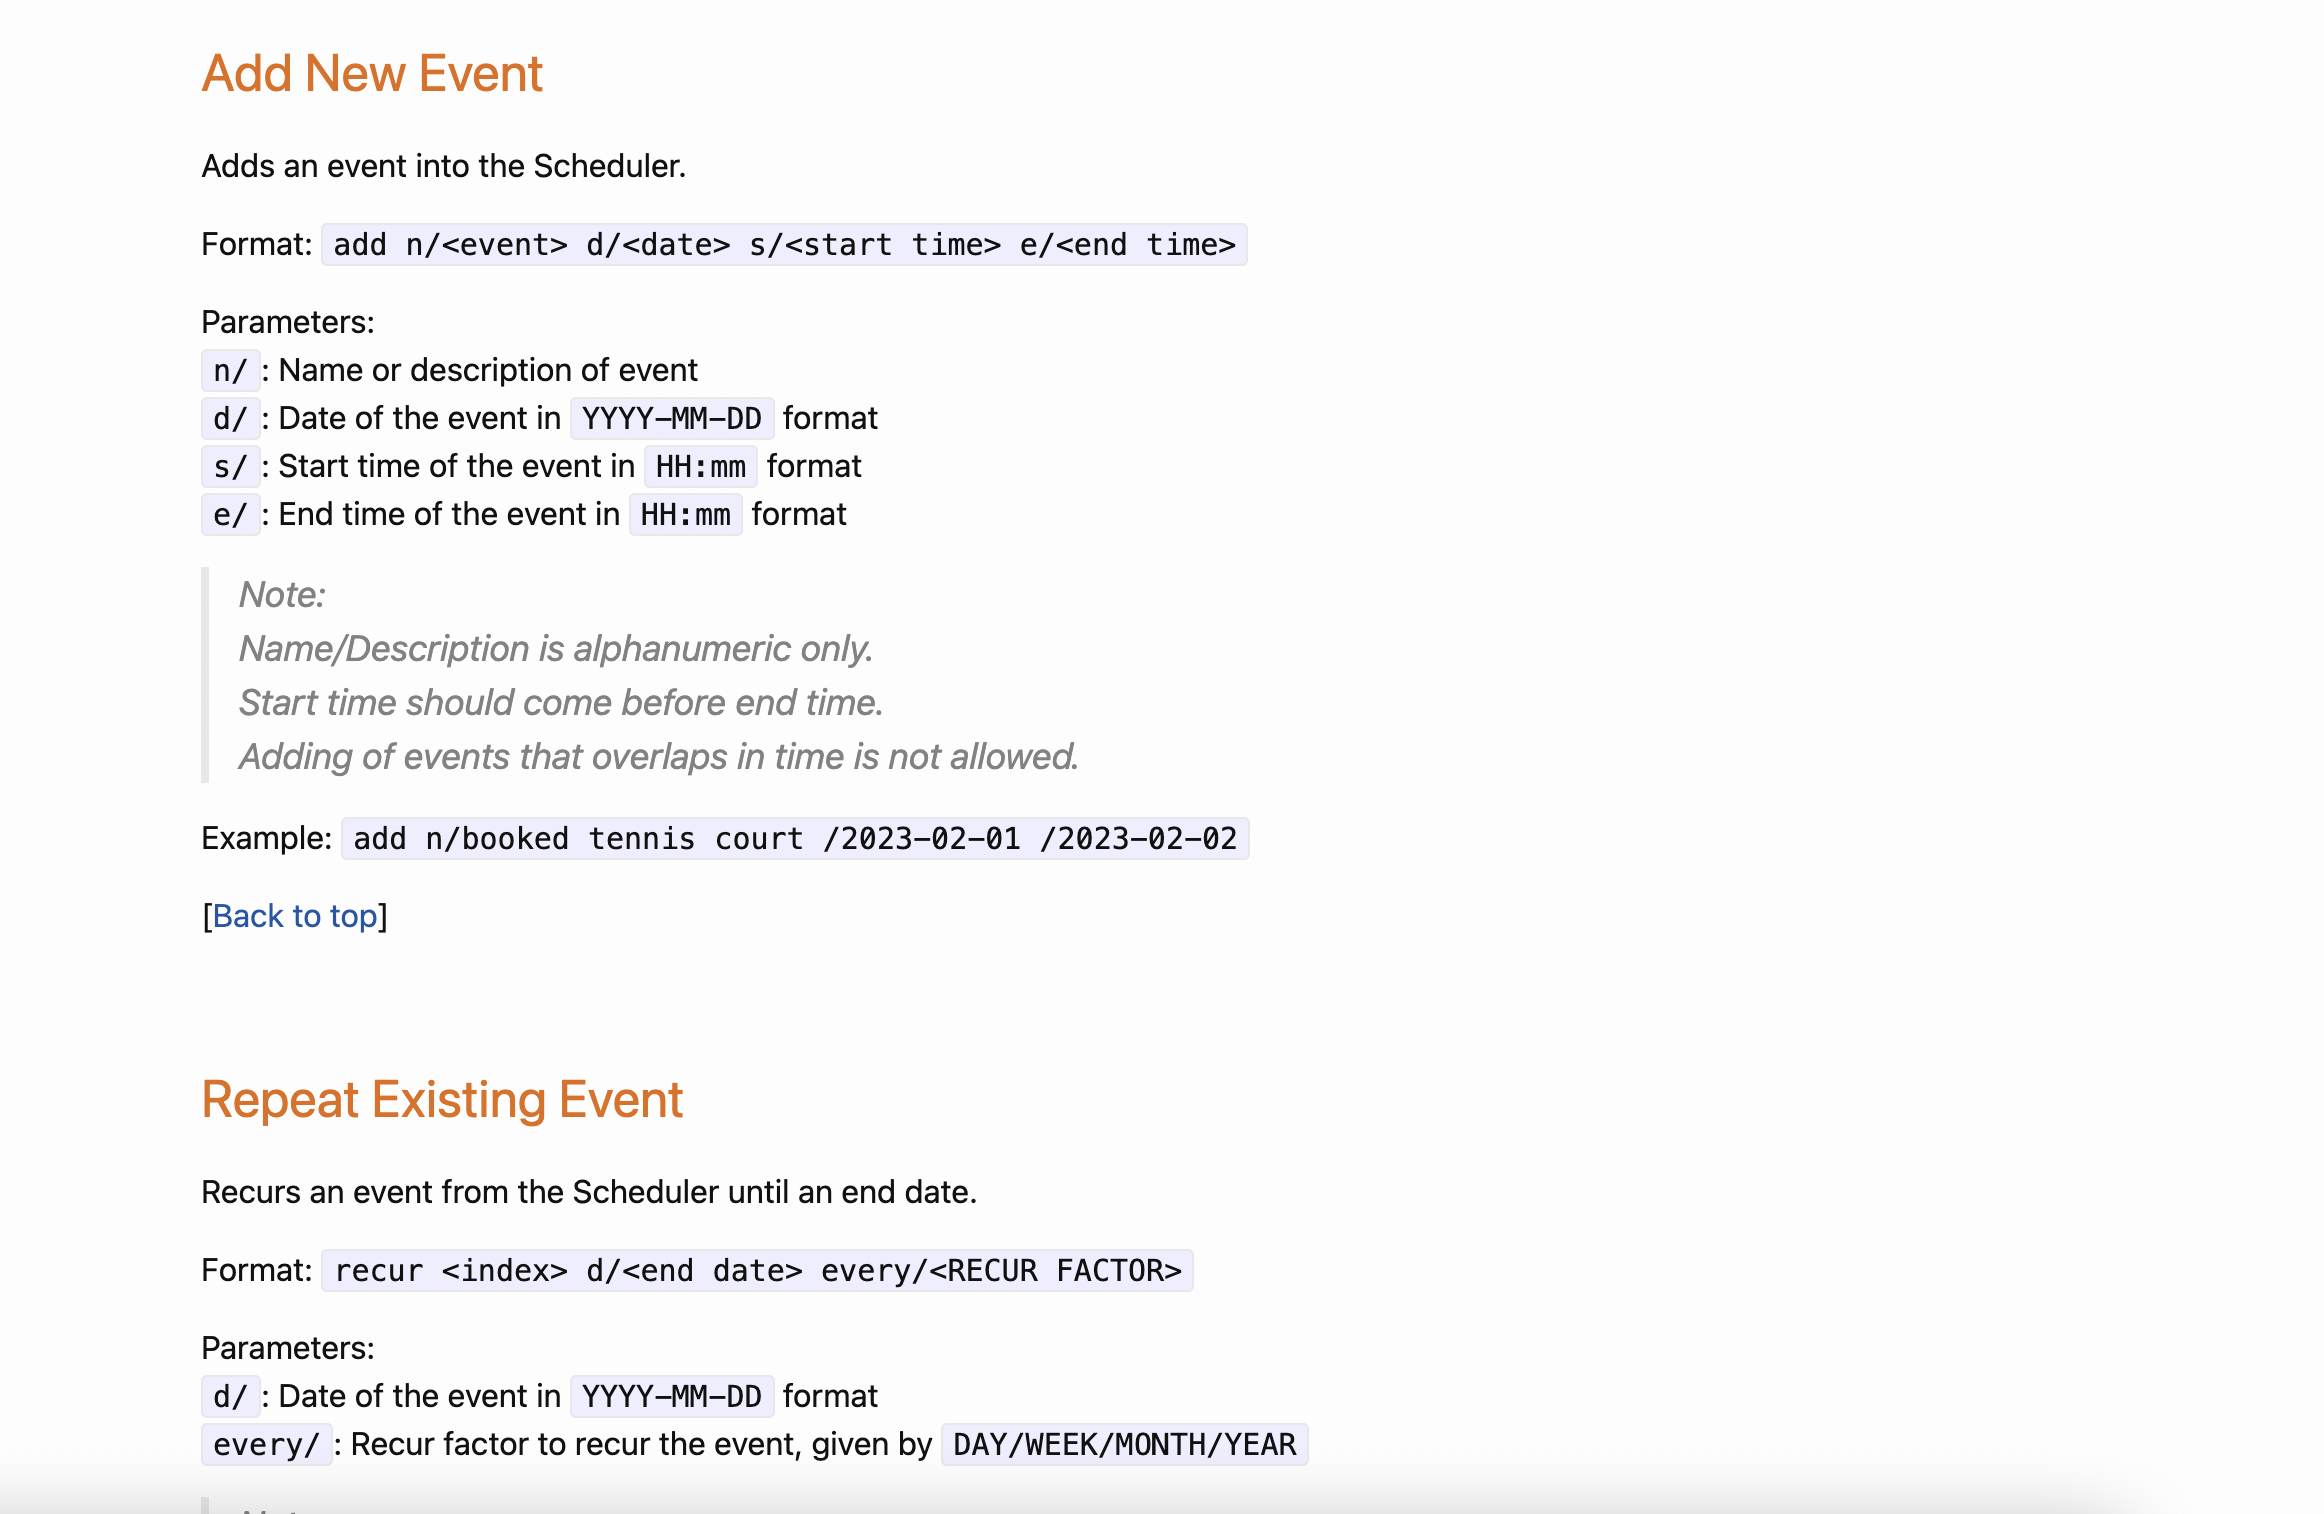 Add New Event
Adds an event into the Scheduler.
Format: add n/<event> d/<date> s/<start time> e/<end time>
Parameters:
n/ : Name or description of event
d/ : Date of the event in YYYY-MM-DD format
s/ : Start time of the event in HH:mm format
e/ : End time of the event in HH:mm format
Note:
Name/Description is alphanumeric only.
Start time should come before end time.
Adding of events that overlaps in time is not allowed.
Example: add n/booked tennis court /2023-02-01 /2023-02-02
[Back to top]
Repeat Existing Event
Recurs an event from the Scheduler until an end date.
Format: recur <index> d/<end date> every/<RECUR FACTOR>
Parameters:
d/ : Date of the event in YYYY-MM-DD format
every/ : Recur factor to recur the event, given by DAY/WEEK/MONTH/YEAR